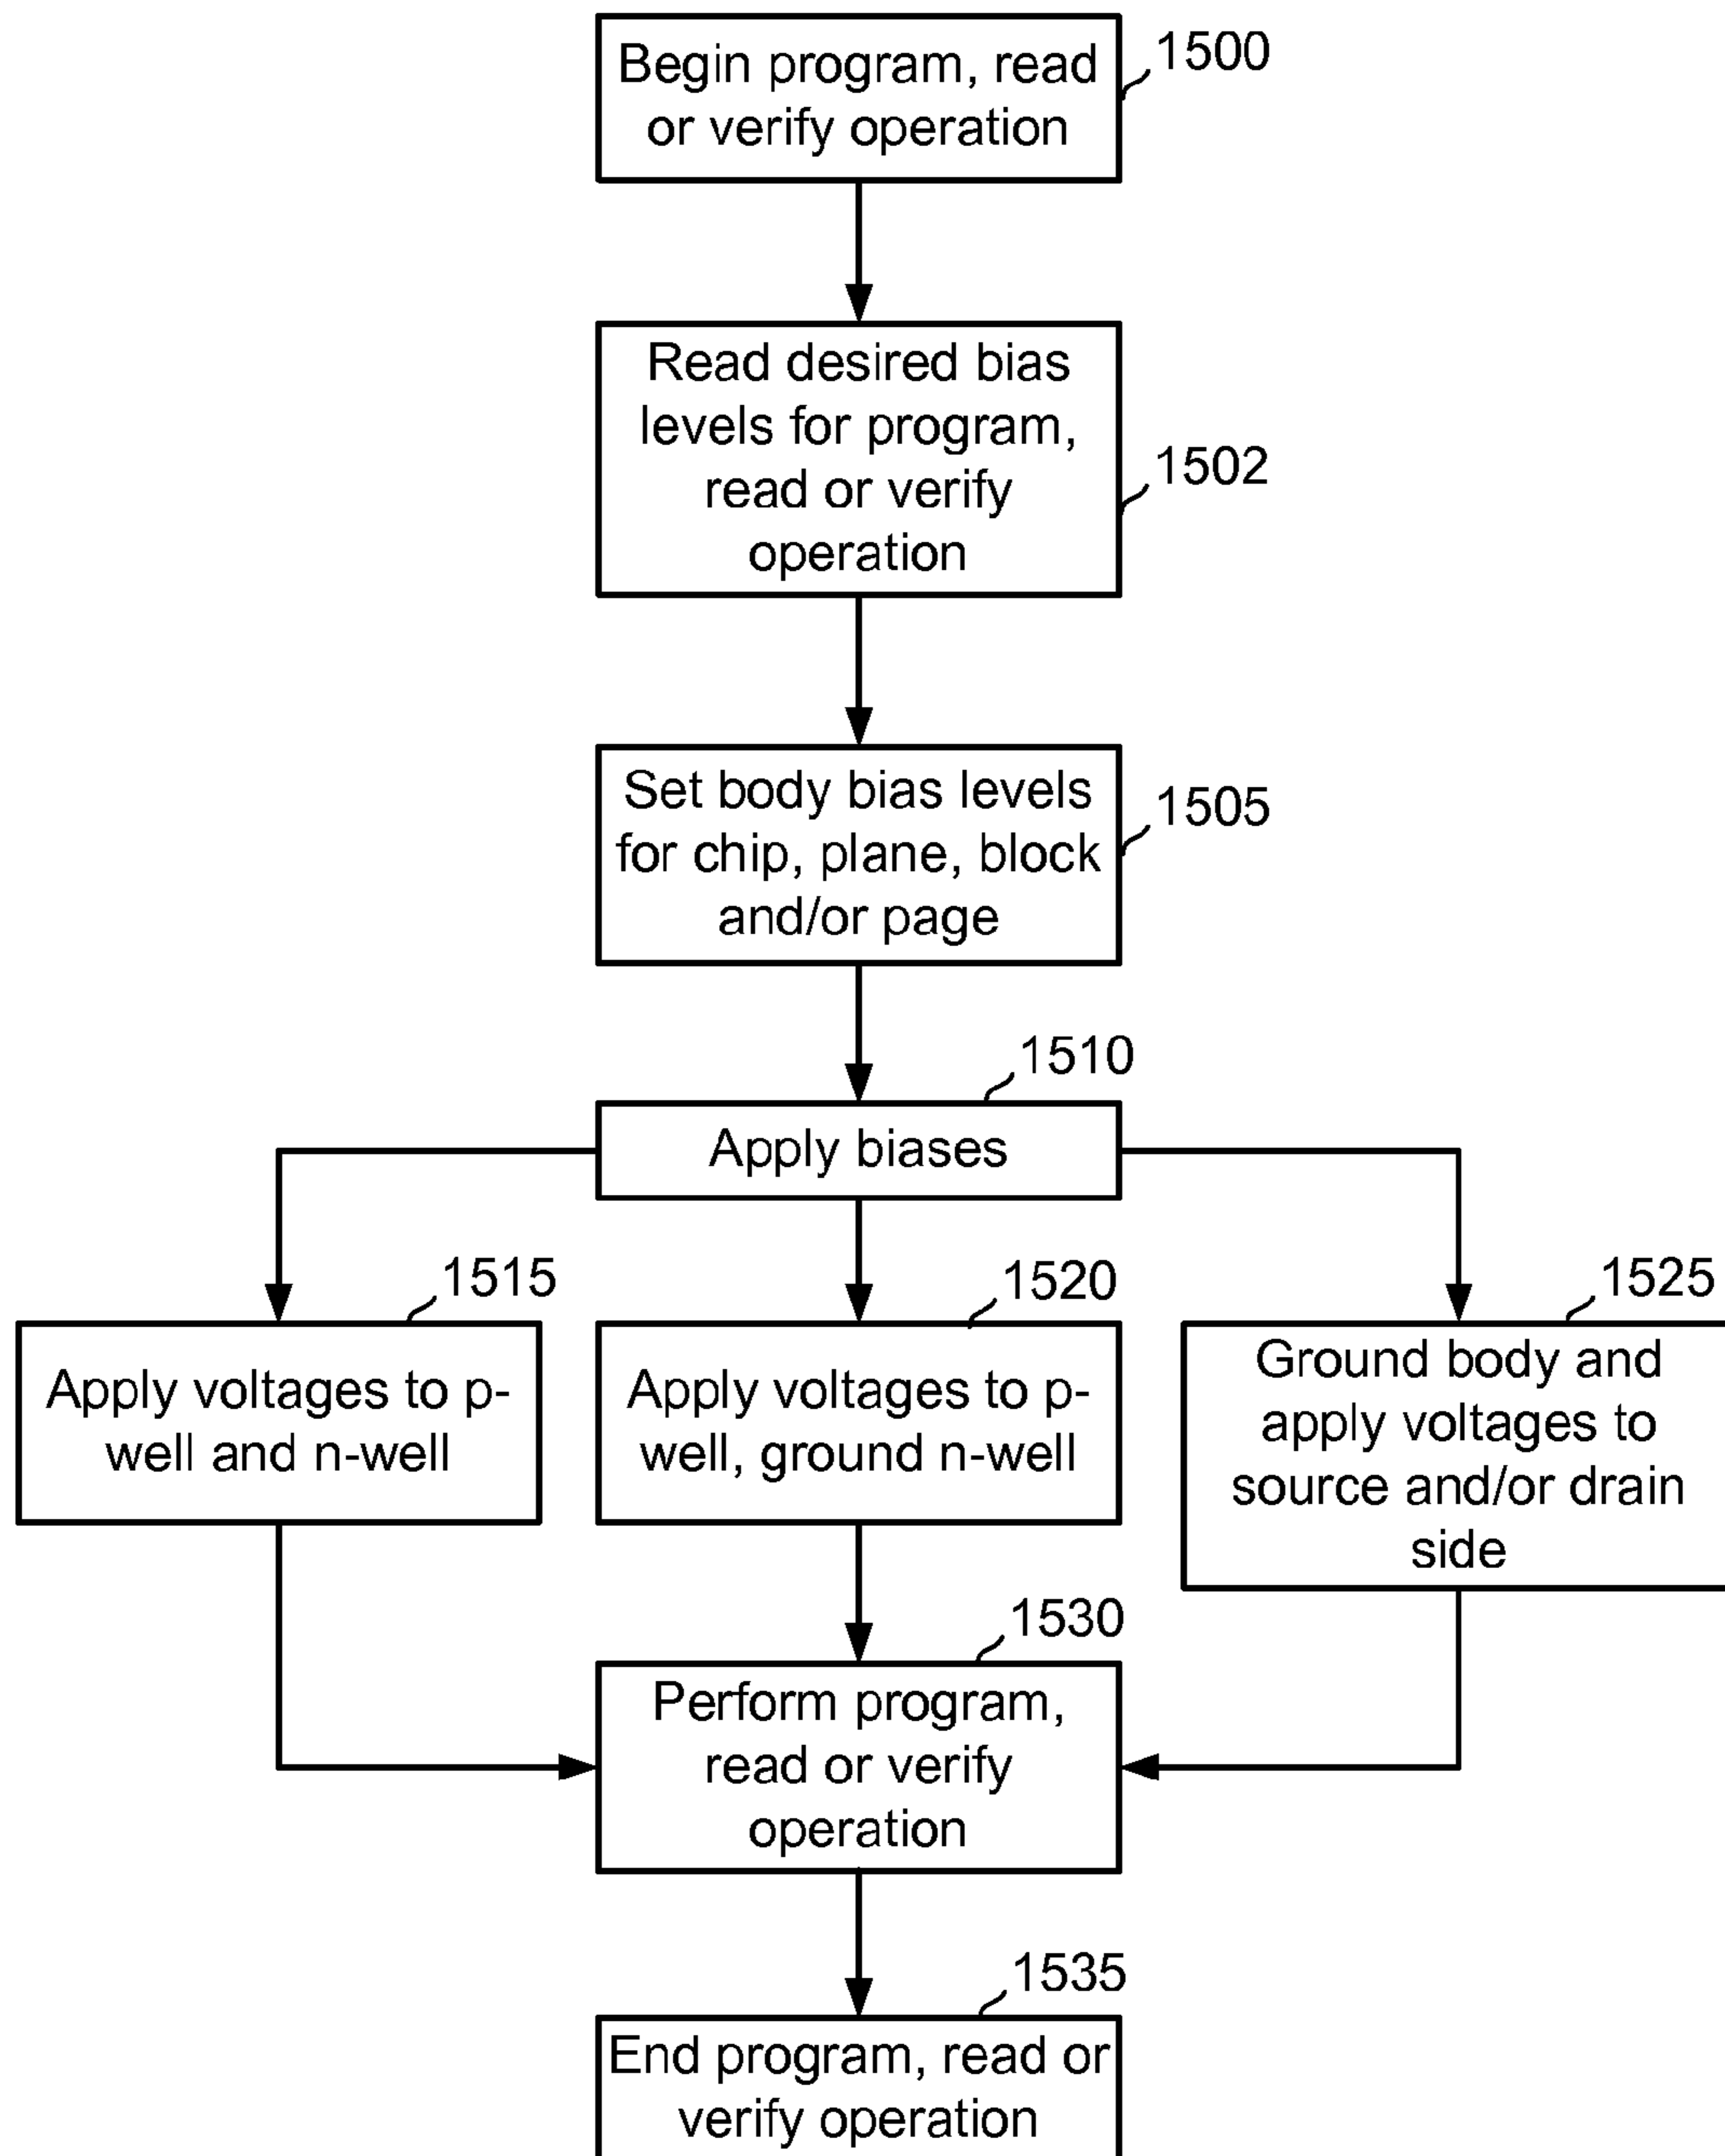 Begin program, read
or verify operation
1500
Read desired bias
levels for program,
read or verify
operation
1502
Set body bias levels
for chip, plane, block
and/or page
1505
1510
Apply biases
1515
Apply voltages to p-
well and n-well
1520
Apply voltages to p-
well, ground n-well
1525
Ground body and
apply voltages to
source and/or drain
side
1530
Perform program,
read or verify
operation
1535
End program, read or
verify operation